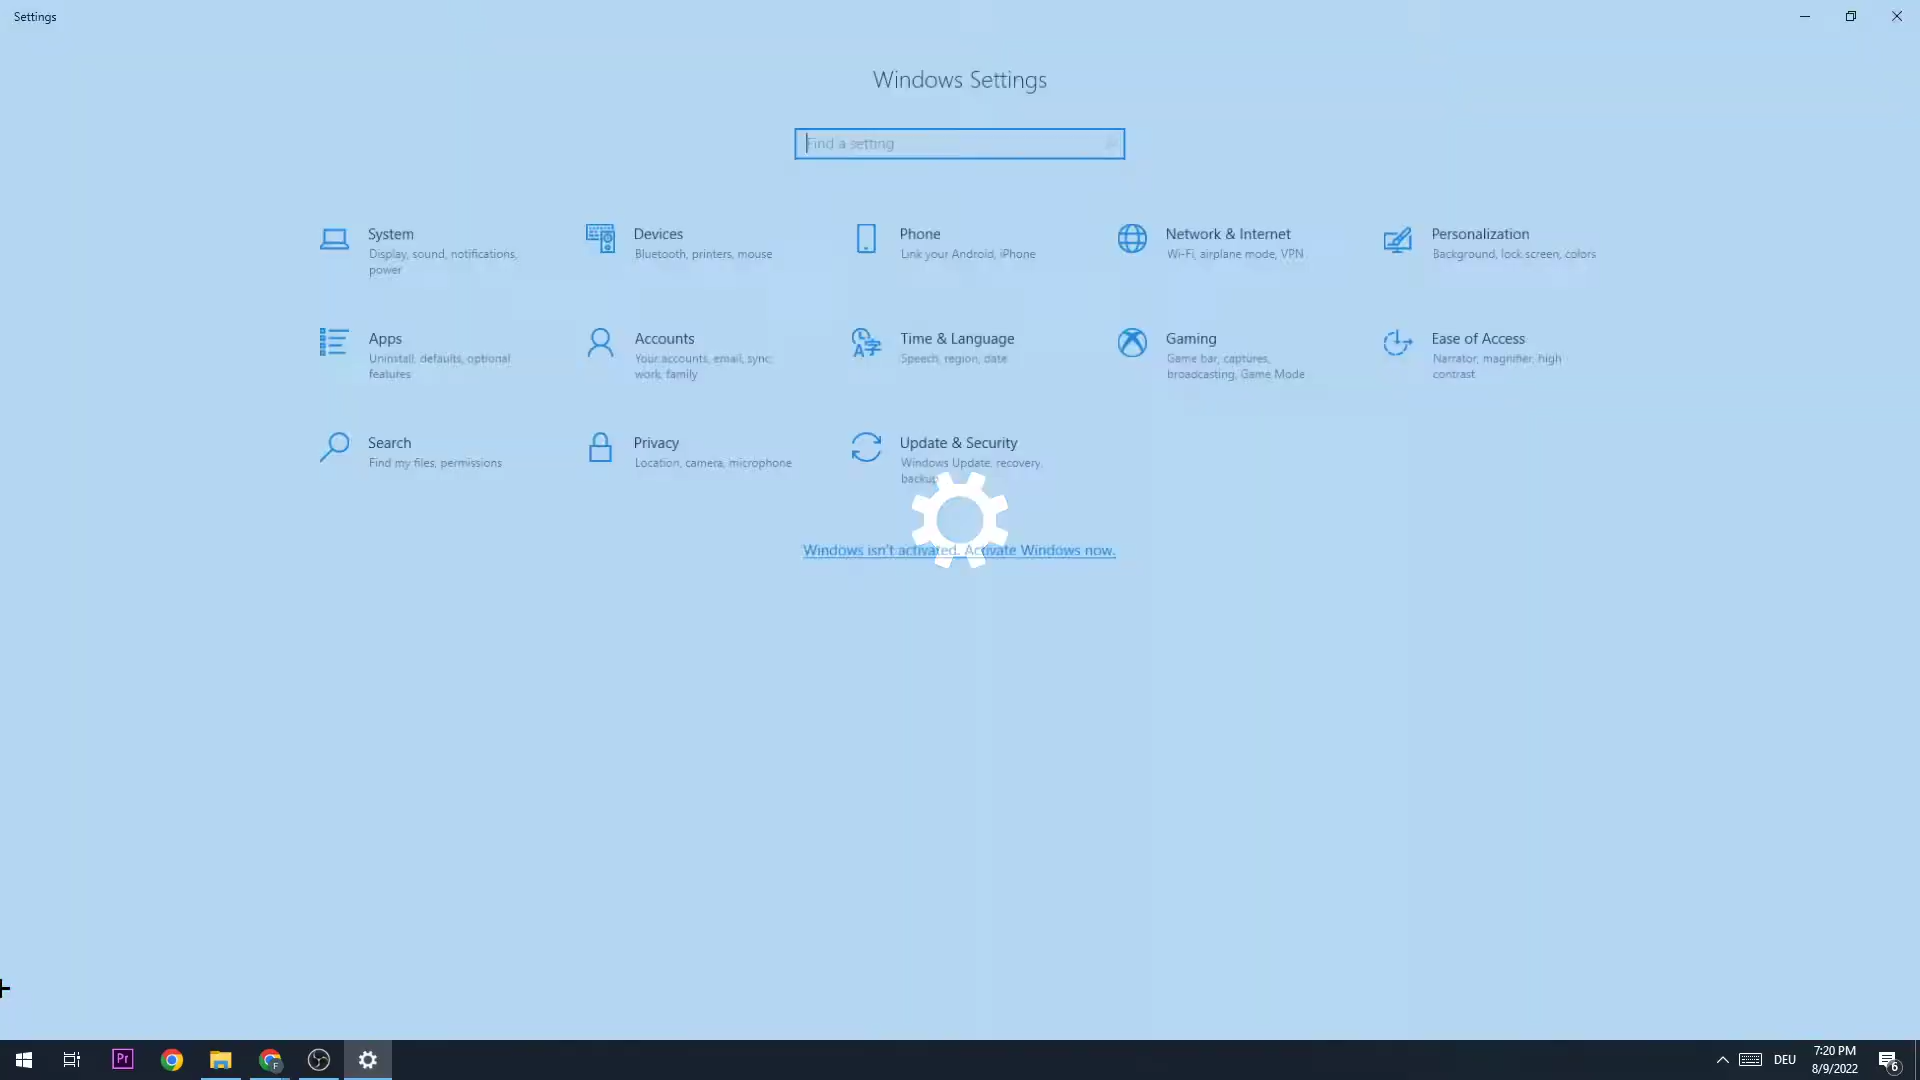 Settings
Windows Settings
Find a setting
System
Display, sound, notifications,
power
Devices
Bluetooth, printers, mouse
Phone
Link your Android, iPhone
Network & Internet
Wi-Fi, airplane mode, VPN
Personalization
Background, lock screen, colors
Apps
Uninstall, defaults, optional
features
Accounts
Your accounts, email, sync,
work, family
Time & Language
Speech, region, date
Gaming
Game bar, captures,
broadcasting, Game Mode
Ease of Access
Narrator, magnifier, high
contrast
Search
Find my files, permissions
Privacy
Location, camera, microphone
Update & Security
Windows Update, recovery,
backup
Windows isn't activated. Activate Windows now.
Pr
F
DEU
7:20 PM
8/9/2022
6